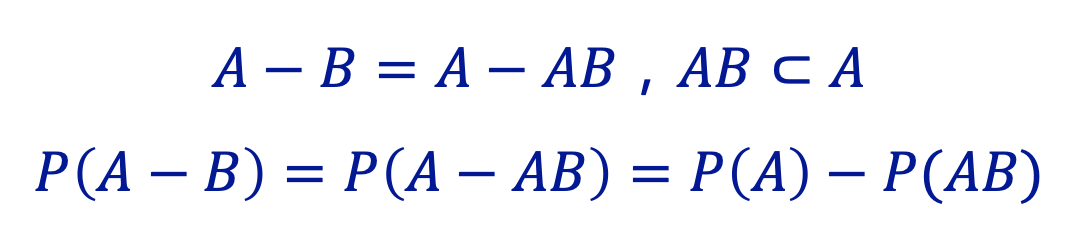 A − B = A − AB , AB ⊂ A
P(A − B) = P(A − AB) = P(A) − P(AB)